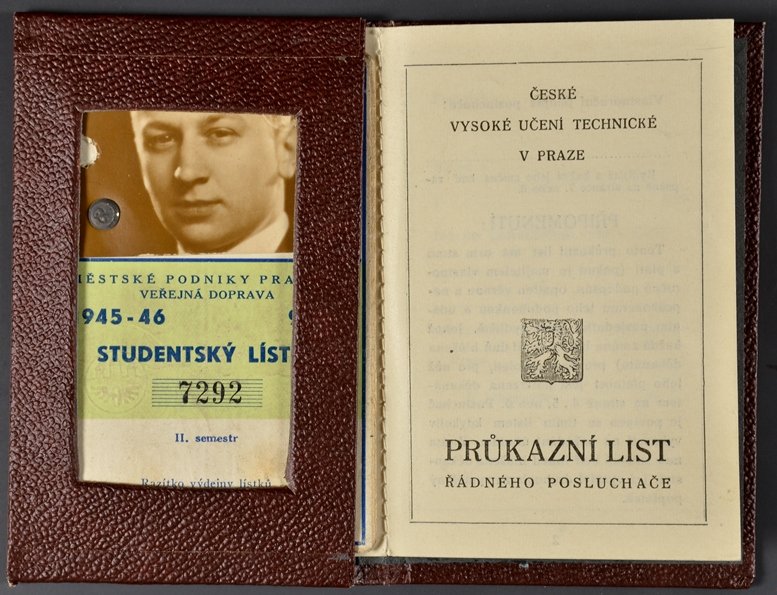 MĚSTSKÉ PODNIKY PRA
VEŘEJNÁ DOPRAVA
945-46
STUDENTSKÝ LÍST
7292
II. semestr
Razítko výdejny lístků
ČESKÉ
VYSOKÉ UČENÍ TECHNICKÉ
V PRAZE
PRŮKAZNÍ LIST
ŘÁDNÉHO POSLUCHAČE